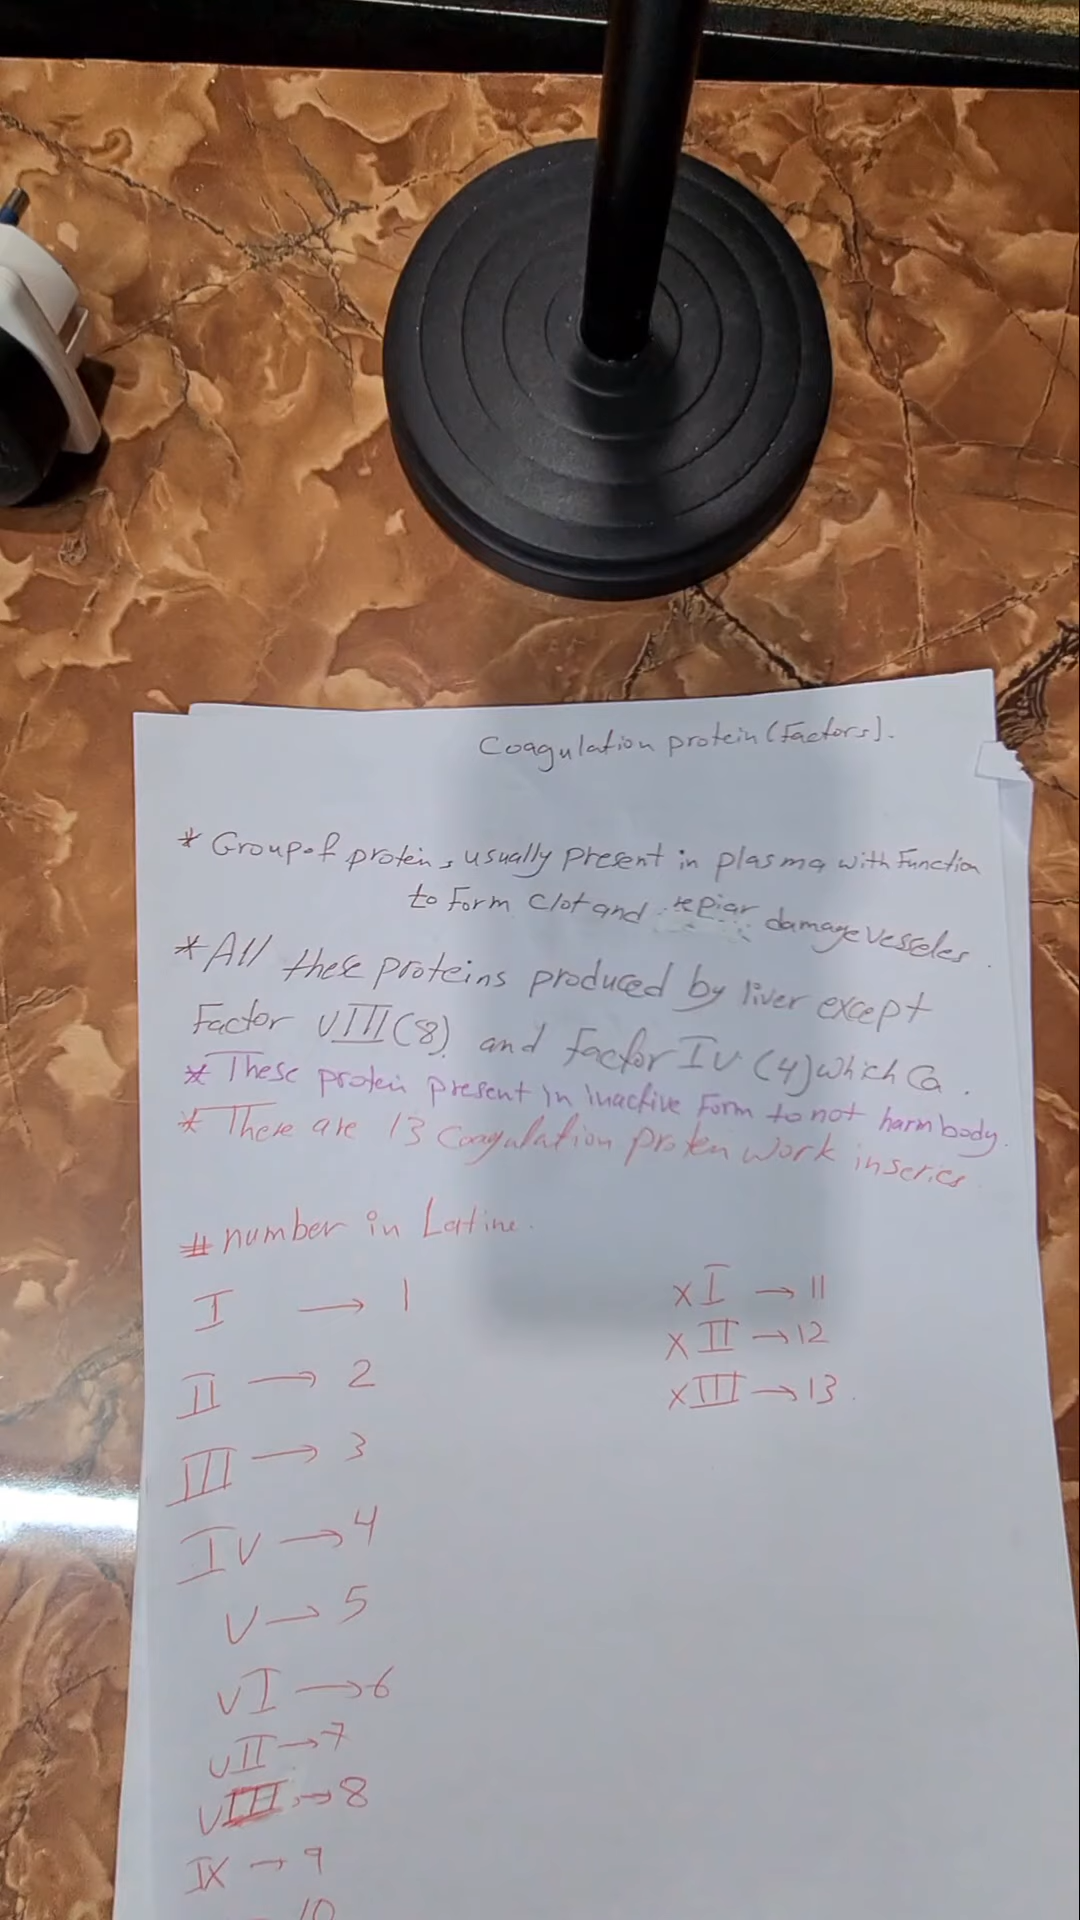 Coagulation protein (Factors).
* Group of protein, usually present in plasma with Function
to Form Clot and repiar damage vesseles.
* All these proteins produced by liver except
Factor VIII (8) and Factor IV (4) which Ca.
* These protein present in inactive Form to not harm body.
* There are 13 Coagulation protein work in series
# number in Latine.
I → 1
II → 2
III → 3
IV → 4
V → 5
VI → 6
VII → 7
VIII → 8
IX → 9
10
XI → 11
XII → 12
XIII → 13.